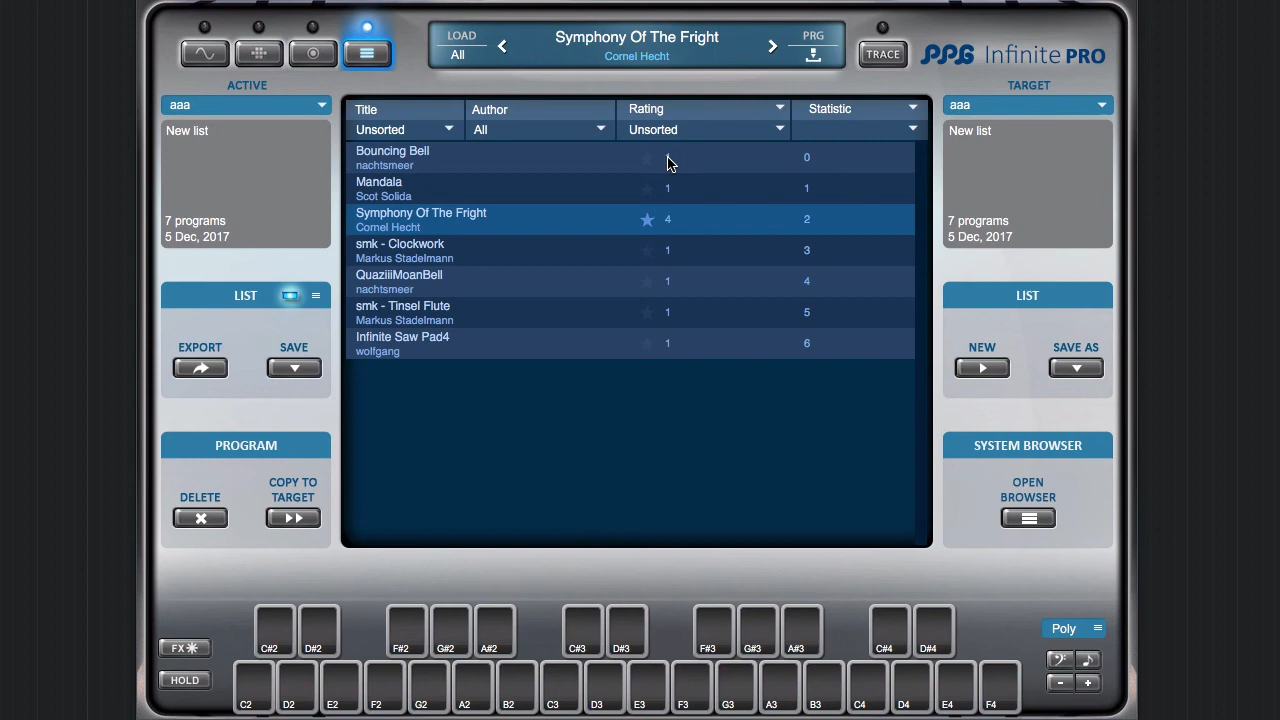 LOAD
All
Symphony Of The Fright
Cornel Hecht
PRG
TRACE
PPG Infinite PRO
ACTIVE
aaa
New list
7 programs
5 Dec, 2017
LIST
EXPORT
SAVE
PROGRAM
DELETE
COPY TO
TARGET
Title
Author
Rating
Statistic
Unsorted
All
Unsorted
Bouncing Bell
nachtsmeer
0
Mandala
Scot Solida
1
1
Symphony Of The Fright
Cornel Hecht
4
2
smk - Clockwork
Markus Stadelmann
1
3
QuaziiiMoanBell
nachtsmeer
1
4
smk - Tinsel Flute
Markus Stadelmann
1
5
Infinite Saw Pad4
wolfgang
1
6
TARGET
aaa
New list
7 programs
5 Dec, 2017
LIST
NEW
SAVE AS
SYSTEM BROWSER
OPEN
BROWSER
FX
HOLD
C#2 D#2 F#2 G#2 A#2 C#3 D#3 F#3 G#3 A#3 C#4 D#4
C2 D2 E2 F2 G2 A2 B2 C3 D3 E3 F3 G3 A3 B3 C4 D4 E4 F4
Poly
- +